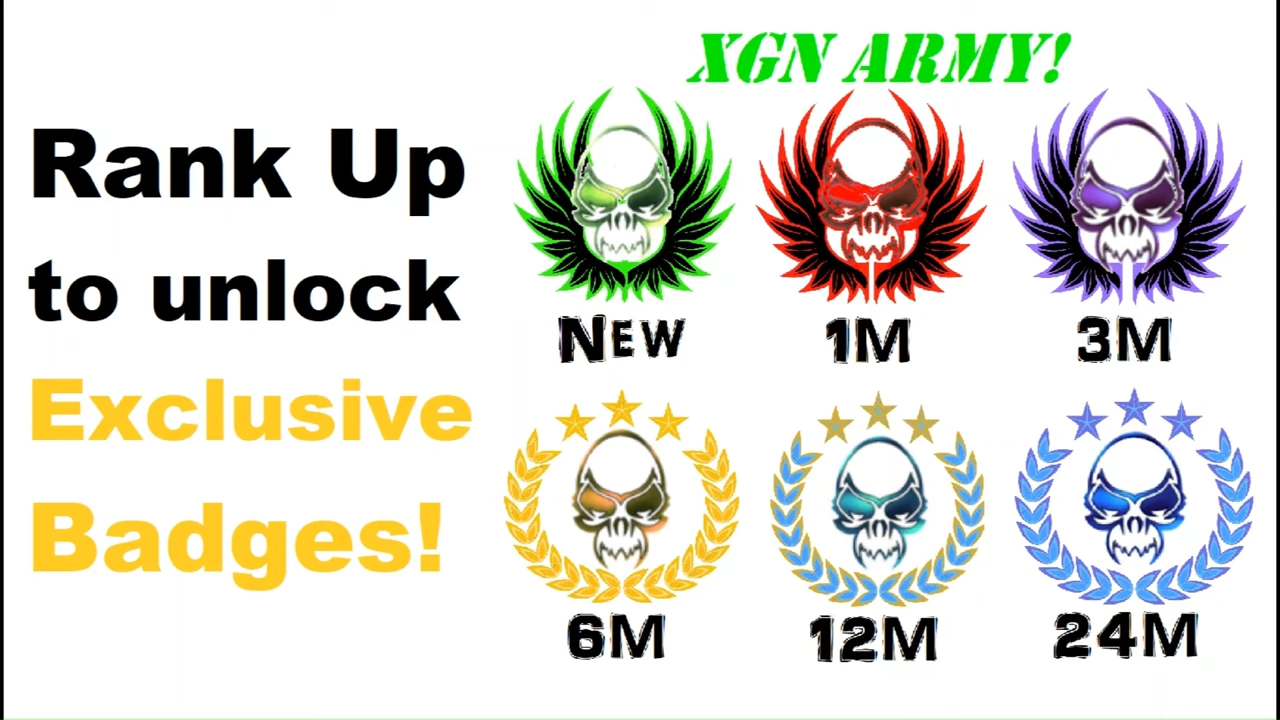 Rank Up
to unlock
Exclusive
Badges!
XGN ARMY!
New
1M
3M
6M
12M
24M